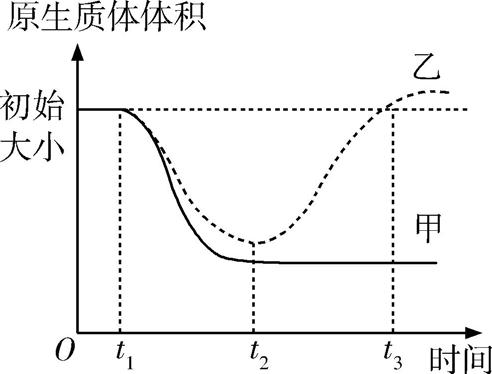 原生质体体积
乙
初始
大小
甲
O t₁ t₂ t₃ 时间